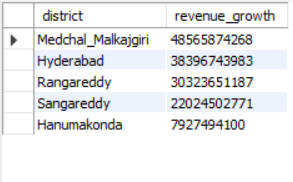 district revenue_growth
Medchal_Malkajgiri 48565874268
Hyderabad 38396743983
Rangareddy 30323651187
Sangareddy 22024502771
Hanumakonda 7927494100